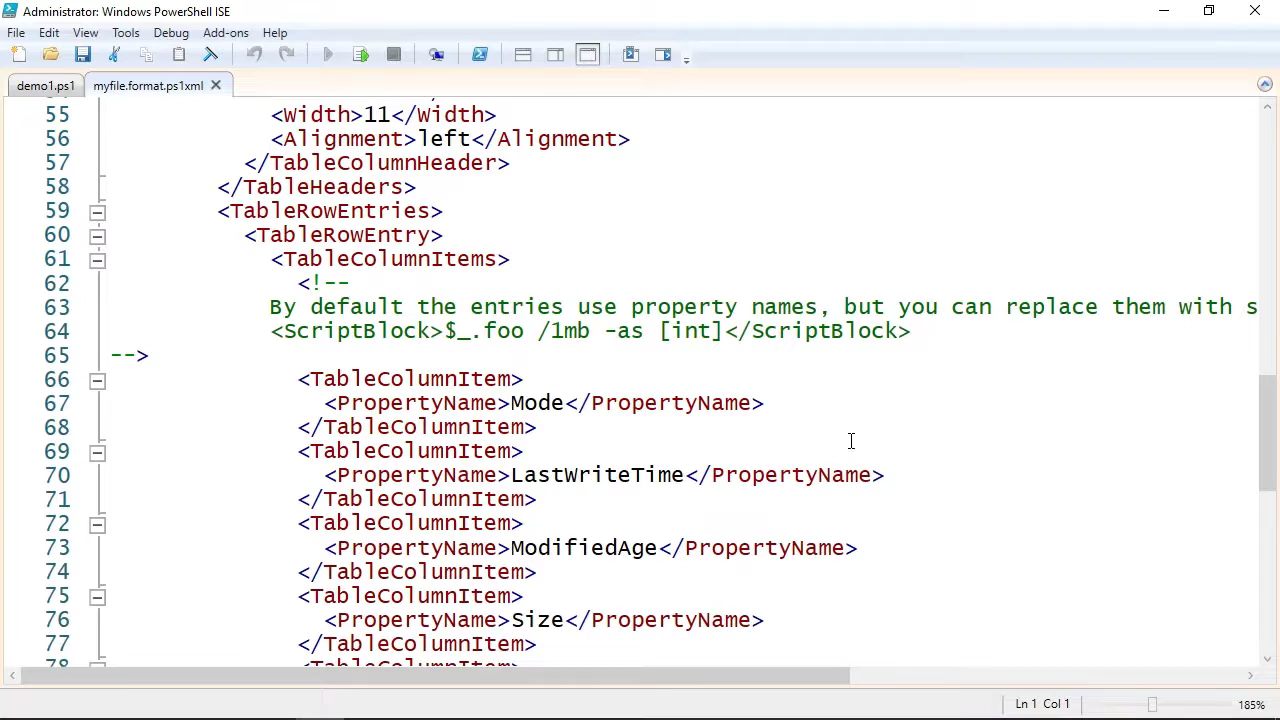 Administrator: Windows PowerShell ISE
File Edit View Tools Debug Add-ons Help
demo1.ps1 myfile.format.ps1xml
55 <Width>11</Width>
56 <Alignment>left</Alignment>
57 </TableColumnHeader>
58 </TableHeaders>
59 <TableRowEntries>
60 <TableRowEntry>
61 <TableColumnItems>
62 <!--
63 By default the entries use property names, but you can replace them with s
64 <ScriptBlock>$_.foo /1mb -as [int]</ScriptBlock>
65 -->
66 <TableColumnItem>
67 <PropertyName>Mode</PropertyName>
68 </TableColumnItem>
69 <TableColumnItem>
70 <PropertyName>LastWriteTime</PropertyName>
71 </TableColumnItem>
72 <TableColumnItem>
73 <PropertyName>ModifiedAge</PropertyName>
74 </TableColumnItem>
75 <TableColumnItem>
76 <PropertyName>Size</PropertyName>
77 </TableColumnItem>
78 <TableColumnItem>
Ln 1 Col 1 185%